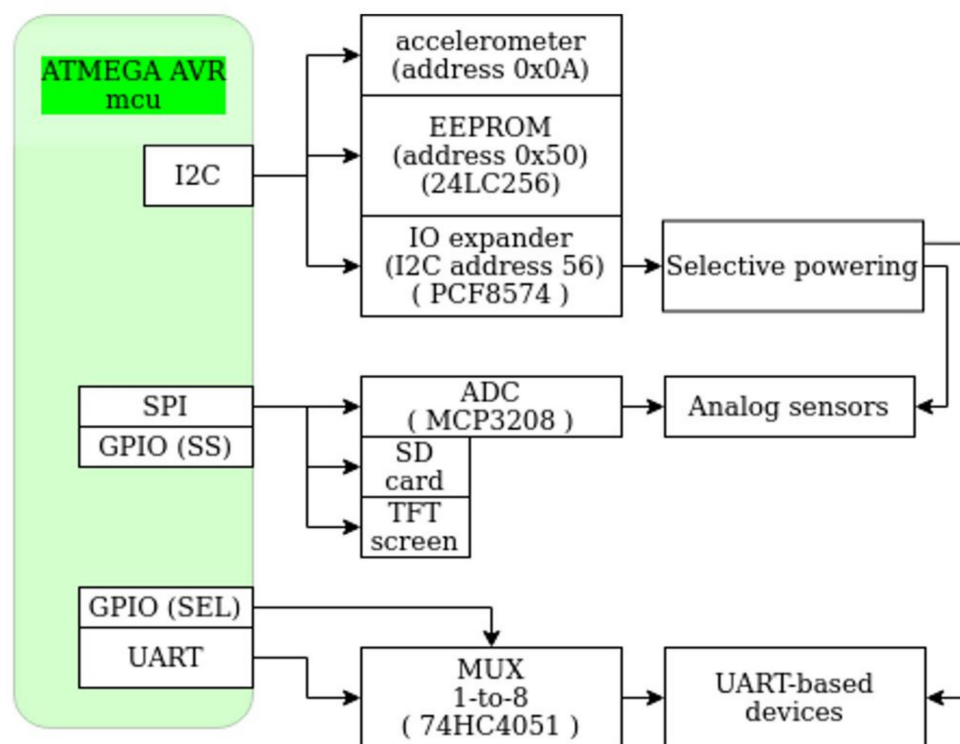 ATMEGA AVR
mcu
I2C
accelerometer
(address 0x0A)
EEPROM
(address 0x50)
(24LC256)
IO expander
(I2C address 56)
( PCF8574 )
Selective powering
SPI
GPIO (SS)
ADC
( MCP3208 )
Analog sensors
SD
card
TFT
screen
GPIO (SEL)
UART
MUX
1-to-8
( 74HC4051 )
UART-based
devices